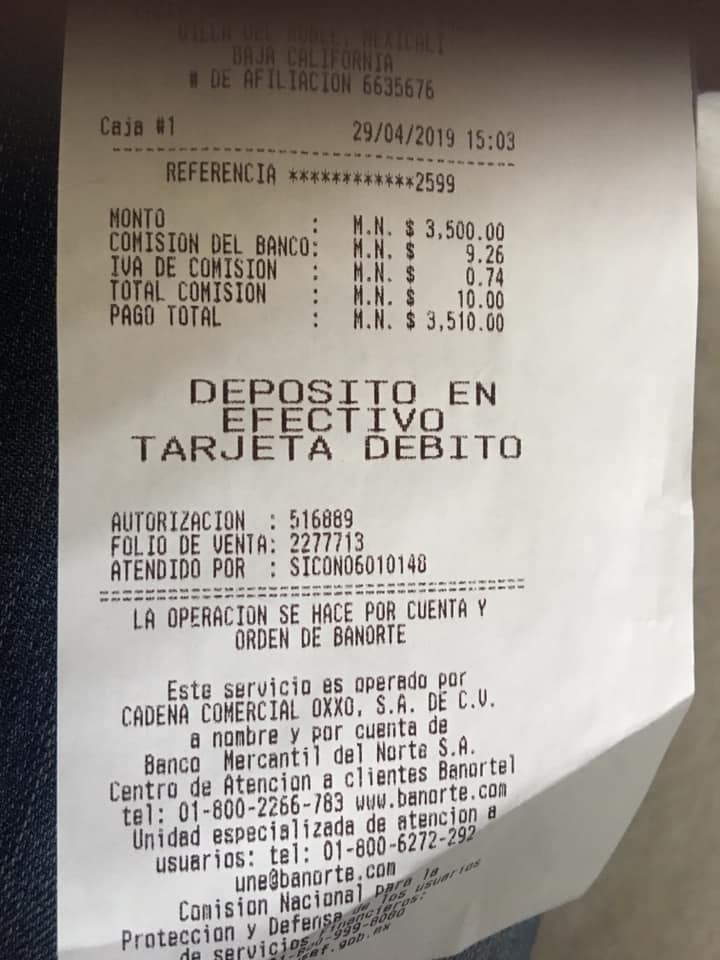 VILLA DEL ROBLE, MEXICALI
BAJA CALIFORNIA
# DE AFILIACION 6635676
Caja #1 29/04/2019 15:03
REFERENCIA ************2599
MONTO : M.N. $ 3,500.00
COMISION DEL BANCO: M.N. $ 9.26
IVA DE COMISION : M.N. $ 0.74
TOTAL COMISION : M.N. $ 10.00
PAGO TOTAL : M.N. $ 3,510.00
DEPOSITO EN
EFECTIVO
TARJETA DEBITO
AUTORIZACION : 516889
FOLIO DE VENTA: 2277713
ATENDIDO POR : SICON06010148
LA OPERACION SE HACE POR CUENTA Y
ORDEN DE BANORTE
Este servicio es operado por
CADENA COMERCIAL OXXO, S.A. DE C.V.
a nombre y por cuenta de
Banco Mercantil del Norte S.A.
Centro de Atencion a clientes Banortel
tel: 01-800-2266-783 www.banorte.com
Unidad especializada de atencion a
usuarios: tel: 01-800-6272-292
une@banorte.com
Comision Nacional para la
Proteccion y Defensa de los usuarios
de servicios financieros:
-999-8080
.gob.mx